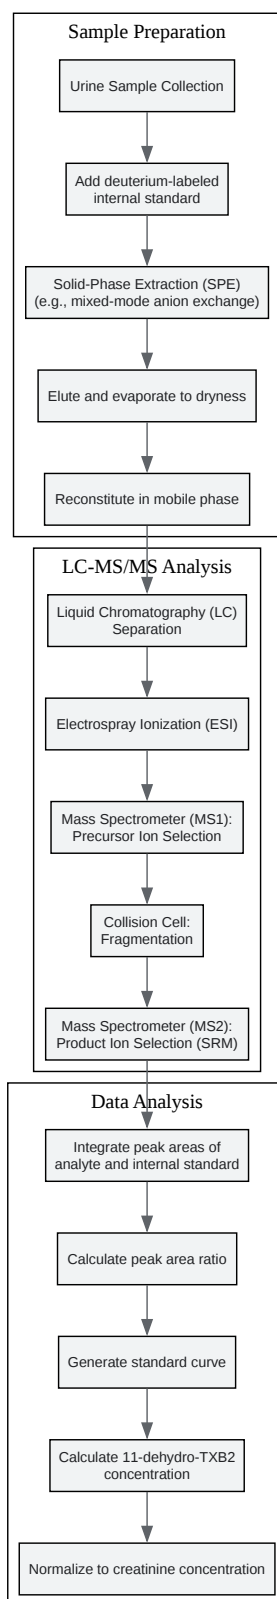 Sample Preparation
Urine Sample Collection
Add deuterium-labeled
internal standard
Solid-Phase Extraction (SPE)
(e.g., mixed-mode anion exchange)
Elute and evaporate to dryness
Reconstitute in mobile phase
LC-MS/MS Analysis
Liquid Chromatography (LC)
Separation
Electrospray Ionization (ESI)
Mass Spectrometer (MS1):
Precursor Ion Selection
Collision Cell:
Fragmentation
Mass Spectrometer (MS2):
Product Ion Selection (SRM)
Data Analysis
Integrate peak areas of
analyte and internal standard
Calculate peak area ratio
Generate standard curve
Calculate 11-dehydro-TXB2
concentration
Normalize to creatinine concentration